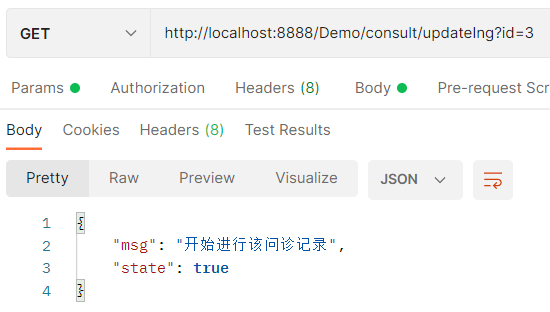 GET http://localhost:8888/Demo/consult/updateIng?id=3
Params Authorization Headers (8) Body Pre-request Scr
Body Cookies Headers (8) Test Results
Pretty Raw Preview Visualize JSON
1 {
2 "msg": "开始进行该问诊记录",
3 "state": true
4 }